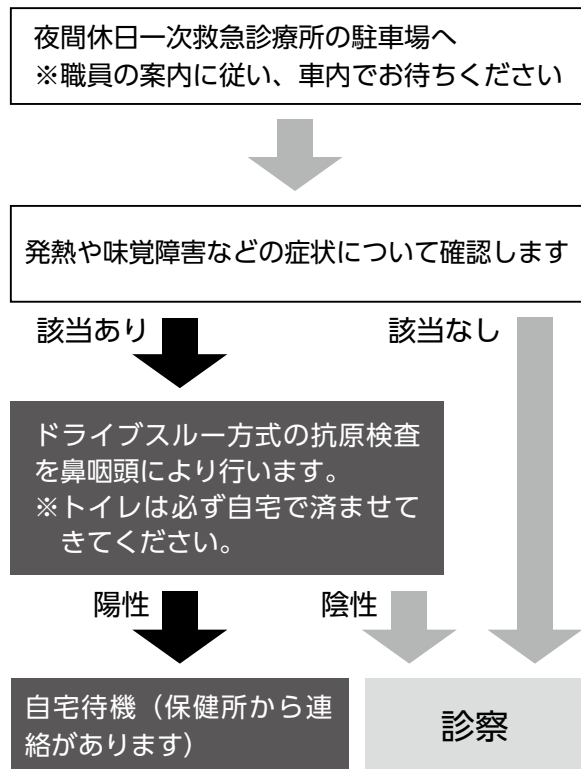 夜間休日一次救急診療所の駐車場へ
※職員の案内に従い、車内でお待ちください
発熱や味覚障害などの症状について確認します
該当あり
該当なし
ドライブスルー方式の抗原検査
を鼻咽頭により行います。
※トイレは必ず自宅で済ませて
きてください。
陽性
陰性
自宅待機（保健所から連
絡があります）
診察